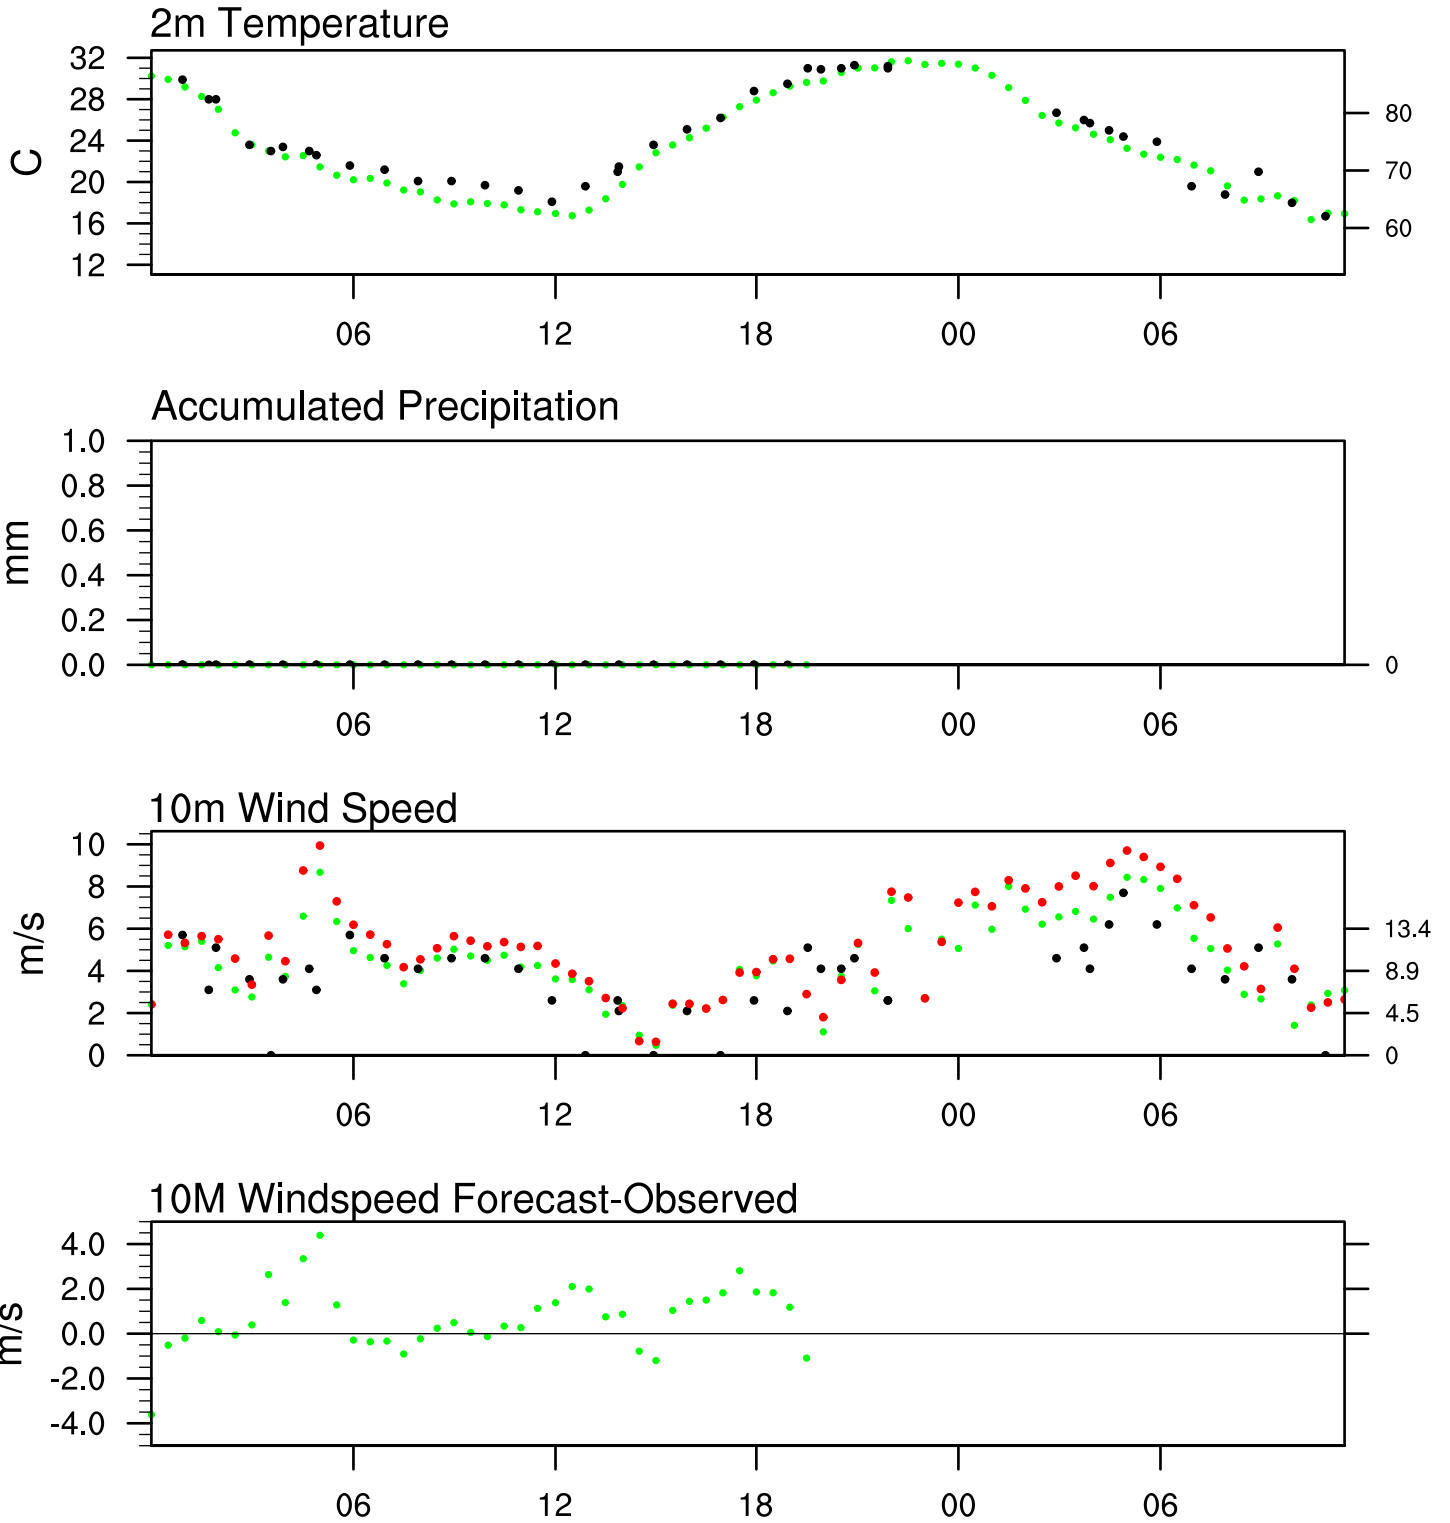 2m Temperature
32
28
24
20
16
12
C
80
70
60
06 12 18 00 06
Accumulated Precipitation
1.0
0.8
0.6
0.4
0.2
0.0
mm
0
06 12 18 00 06
10m Wind Speed
10
8
6
4
2
0
m/s
13.4
8.9
4.5
0
06 12 18 00 06
10M Windspeed Forecast-Observed
4.0
2.0
0.0
-2.0
-4.0
m/s
06 12 18 00 06